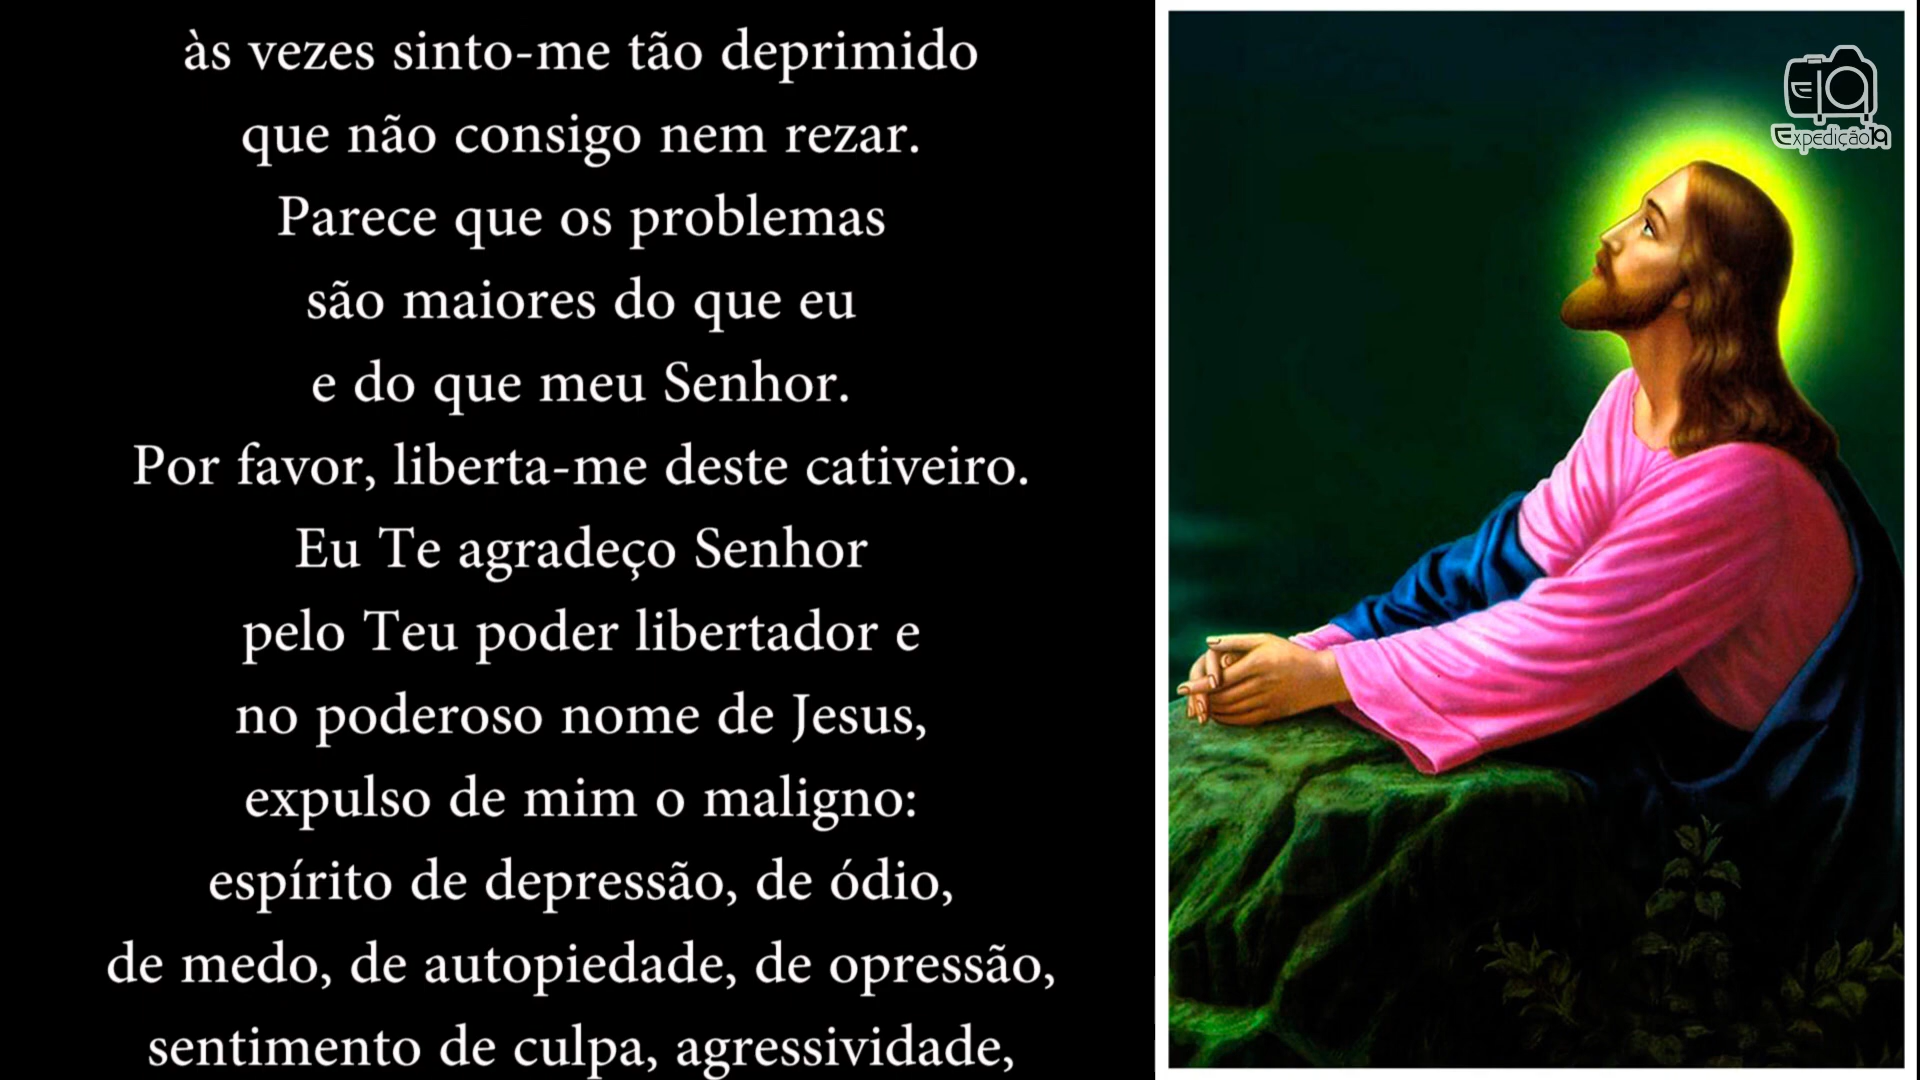 às vezes sinto-me tão deprimido
que não consigo nem rezar.
Parece que os problemas
são maiores do que eu
e do que meu Senhor.
Por favor, liberta-me deste cativeiro.
Eu Te agradeço Senhor
pelo Teu poder libertador e
no poderoso nome de Jesus,
expulso de mim o maligno:
espírito de depressão, de ódio,
de medo, de autopiedade, de opressão,
sentimento de culpa, agressividade,
E19
Expedição19